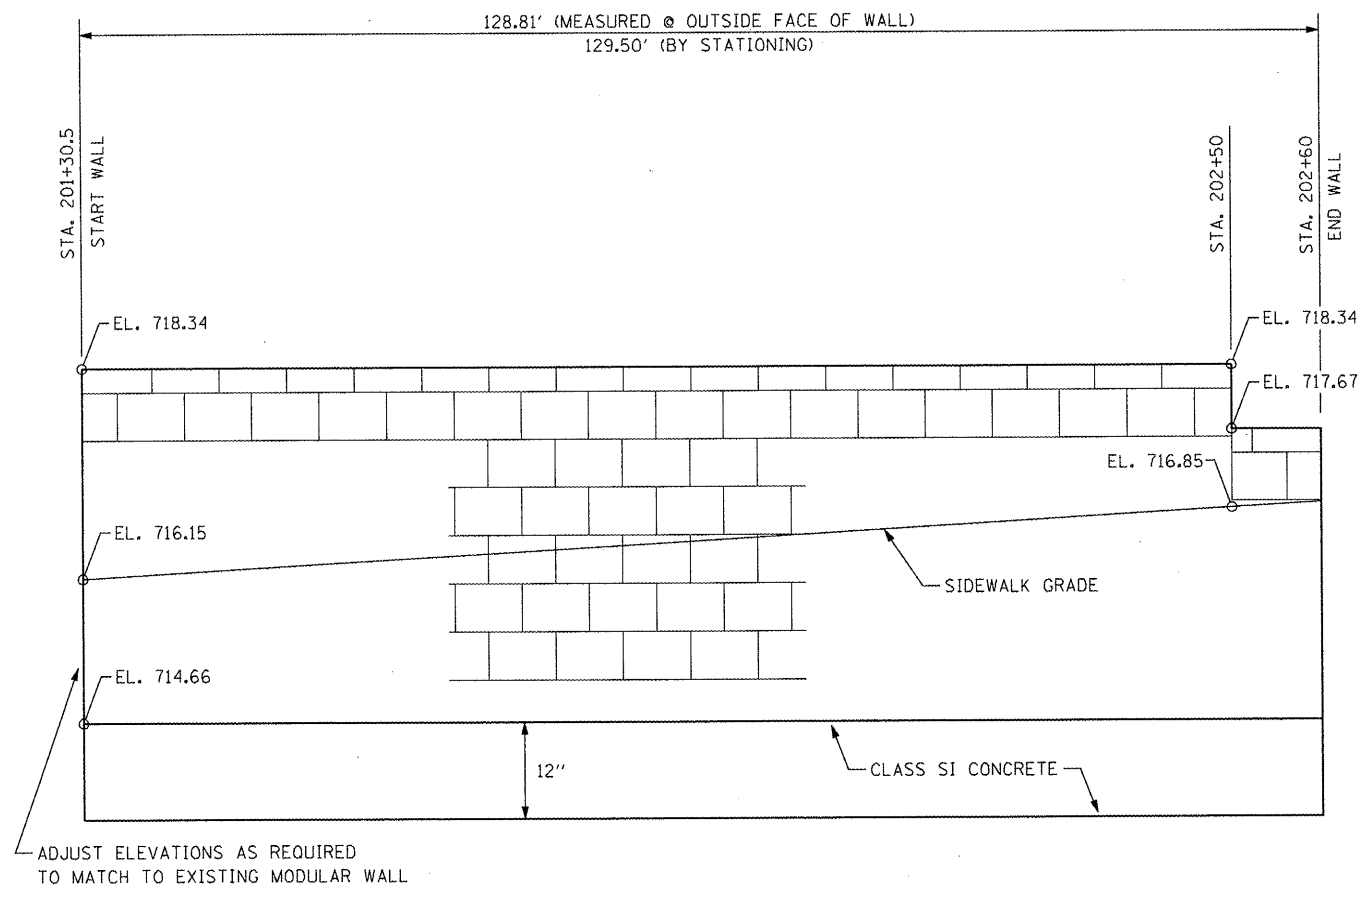 128.81' (MEASURED @ OUTSIDE FACE OF WALL)
129.50' (BY STATIONING)
STA. 201+30.5
START WALL
STA. 202+50
STA. 202+60
END WALL
EL. 718.34
EL. 718.34
EL. 717.67
EL. 716.85
EL. 716.15
SIDEWALK GRADE
EL. 714.66
12"
CLASS SI CONCRETE
ADJUST ELEVATIONS AS REQUIRED
TO MATCH TO EXISTING MODULAR WALL